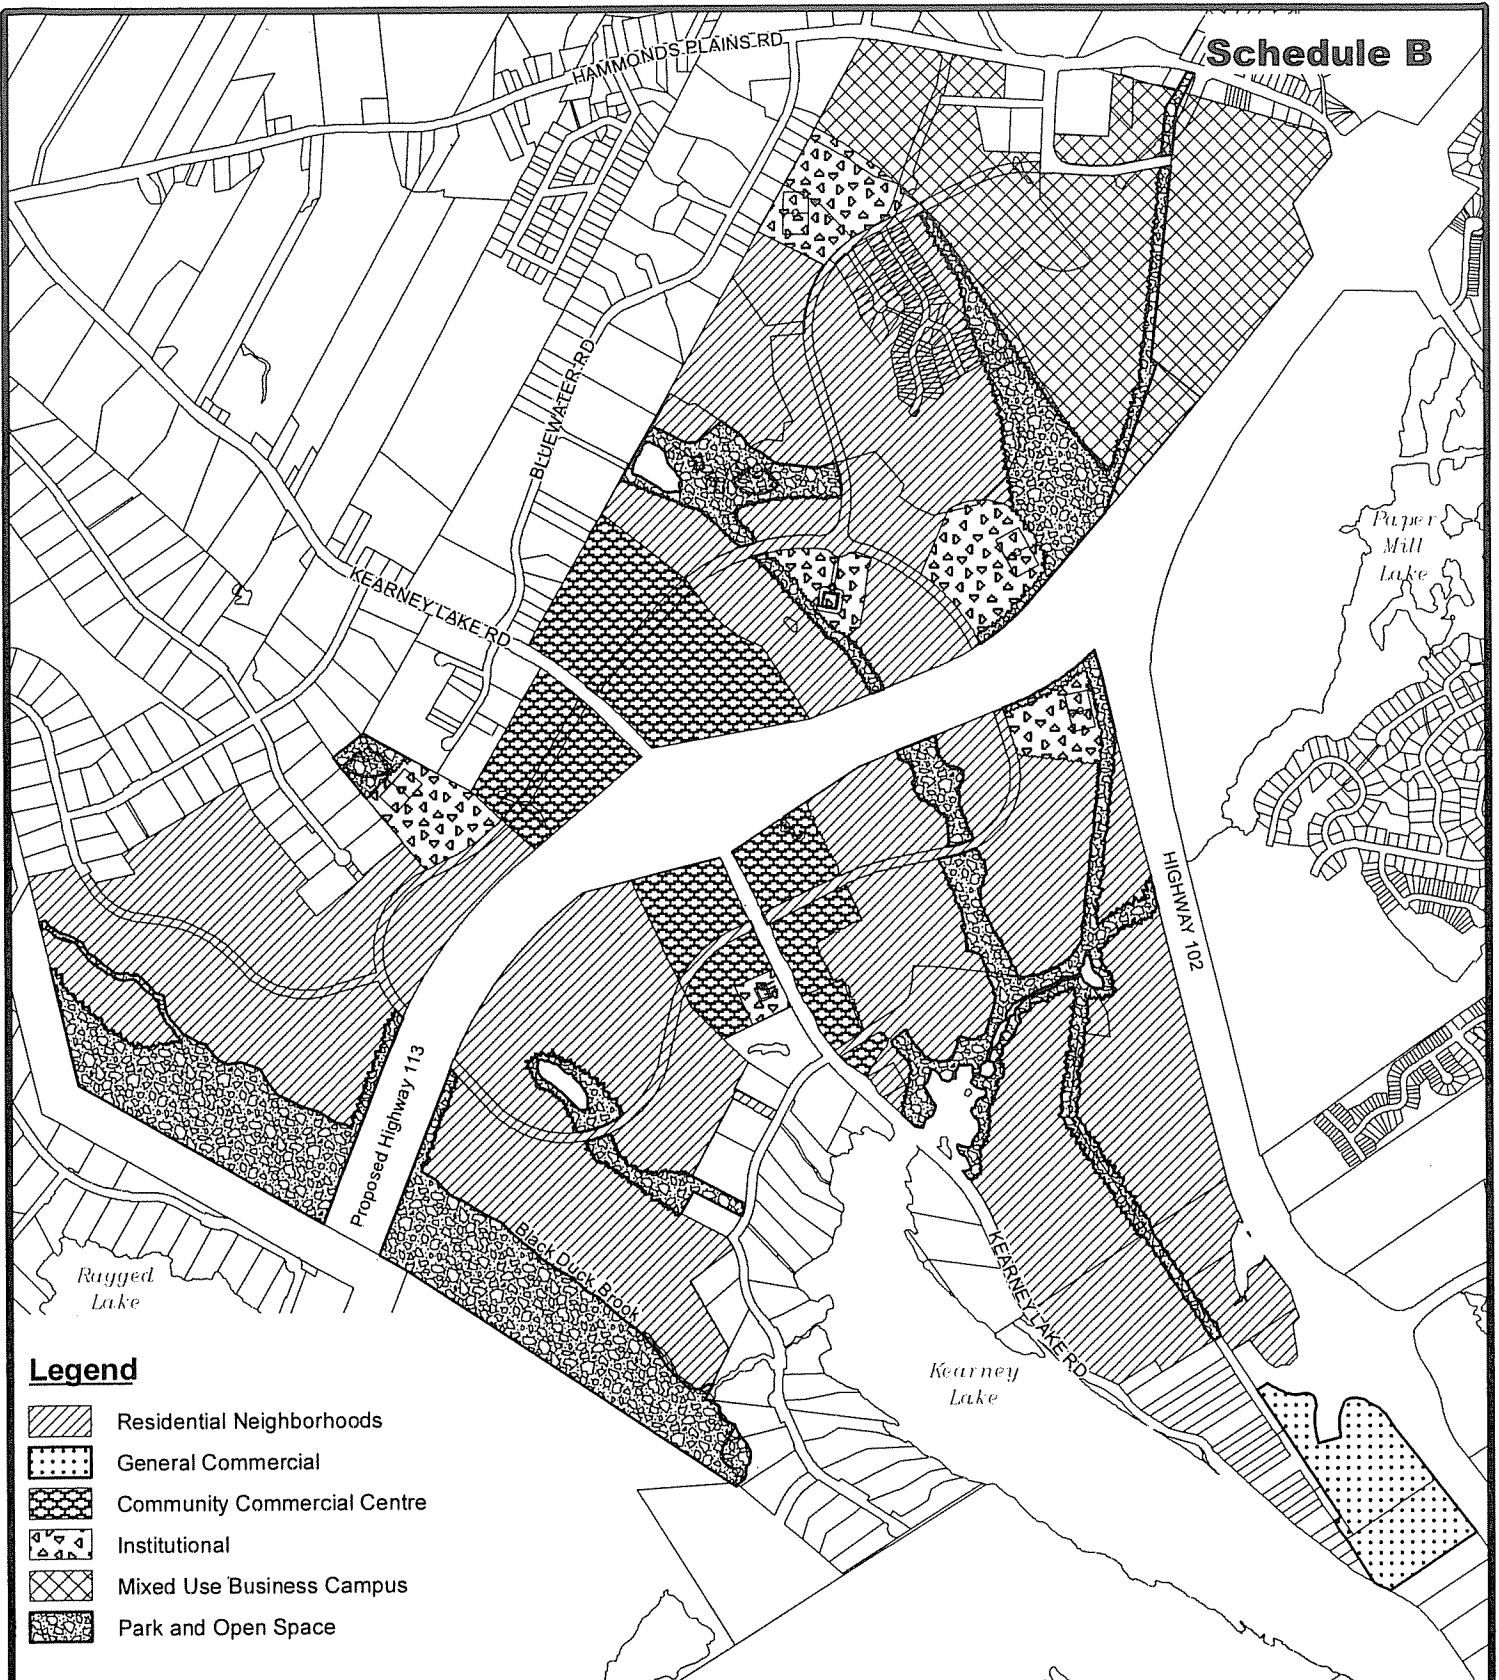 Schedule B
HAMMONDS PLAINS RD
BLUEWATER RD
Paper
Mill
Lake
KEARNEY LAKE RD
HIGHWAY 102
Proposed Highway 113
Black Duck Brook
Ragged
Lake
KEARNEY LAKE RD
Kearney
Lake
Legend
Residential Neighborhoods
General Commercial
Community Commercial Centre
Institutional
Mixed Use Business Campus
Park and Open Space